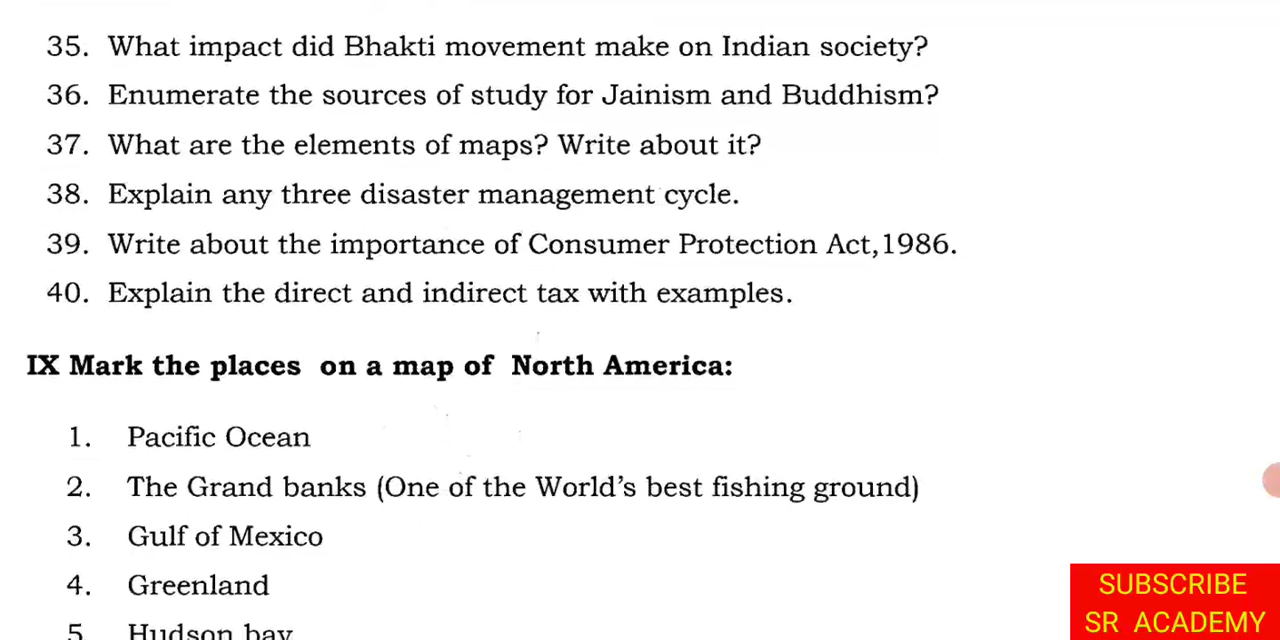 35. What impact did Bhakti movement make on Indian society?
36. Enumerate the sources of study for Jainism and Buddhism?
37. What are the elements of maps? Write about it?
38. Explain any three disaster management cycle.
39. Write about the importance of Consumer Protection Act,1986.
40. Explain the direct and indirect tax with examples.
IX Mark the places on a map of North America:
1. Pacific Ocean
2. The Grand banks (One of the World's best fishing ground)
3. Gulf of Mexico
4. Greenland
5. Hudson bay
SUBSCRIBE
SR ACADEMY